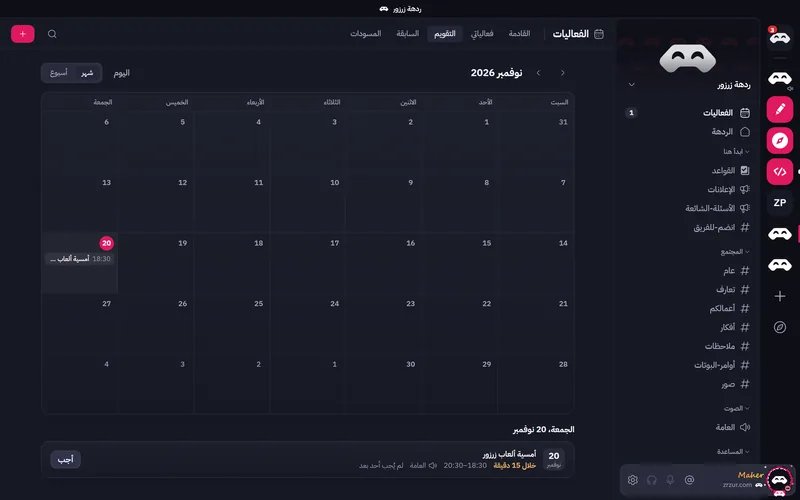 ردهة زرزور
1
ZP
ردهة زرزور
الفعاليات
1
الردهة
ابدأ هنا
القواعد
الإعلانات
الأسئلة-الشائعة
انضم-للفريق
المجتمع
عام
تعارف
أعمالكم
أفكار
ملاحظات
أوامر-البوتات
صور
الصوت
العامة
المساعدة
Maher
zrzur.com
الفعاليات
القادمة
فعالياتي
التقويم
السابقة
المسودات
نوفمبر 2026
اليوم
شهر
أسبوع
السبت الأحد الاثنين الثلاثاء الأربعاء الخميس الجمعة
31 1 2 3 4 5 6
7 8 9 10 11 12 13
14 15 16 17 18 19 20
18:30 أمسية ألعاب ...
21 22 23 24 25 26 27
28 29 30 1 2 3 4
الجمعة، 20 نوفمبر
20
نوفمبر
أمسية ألعاب زرزور
خلال 15 دقيقة 18:30–20:30 العامة لم يُجب أحد بعد
أجب